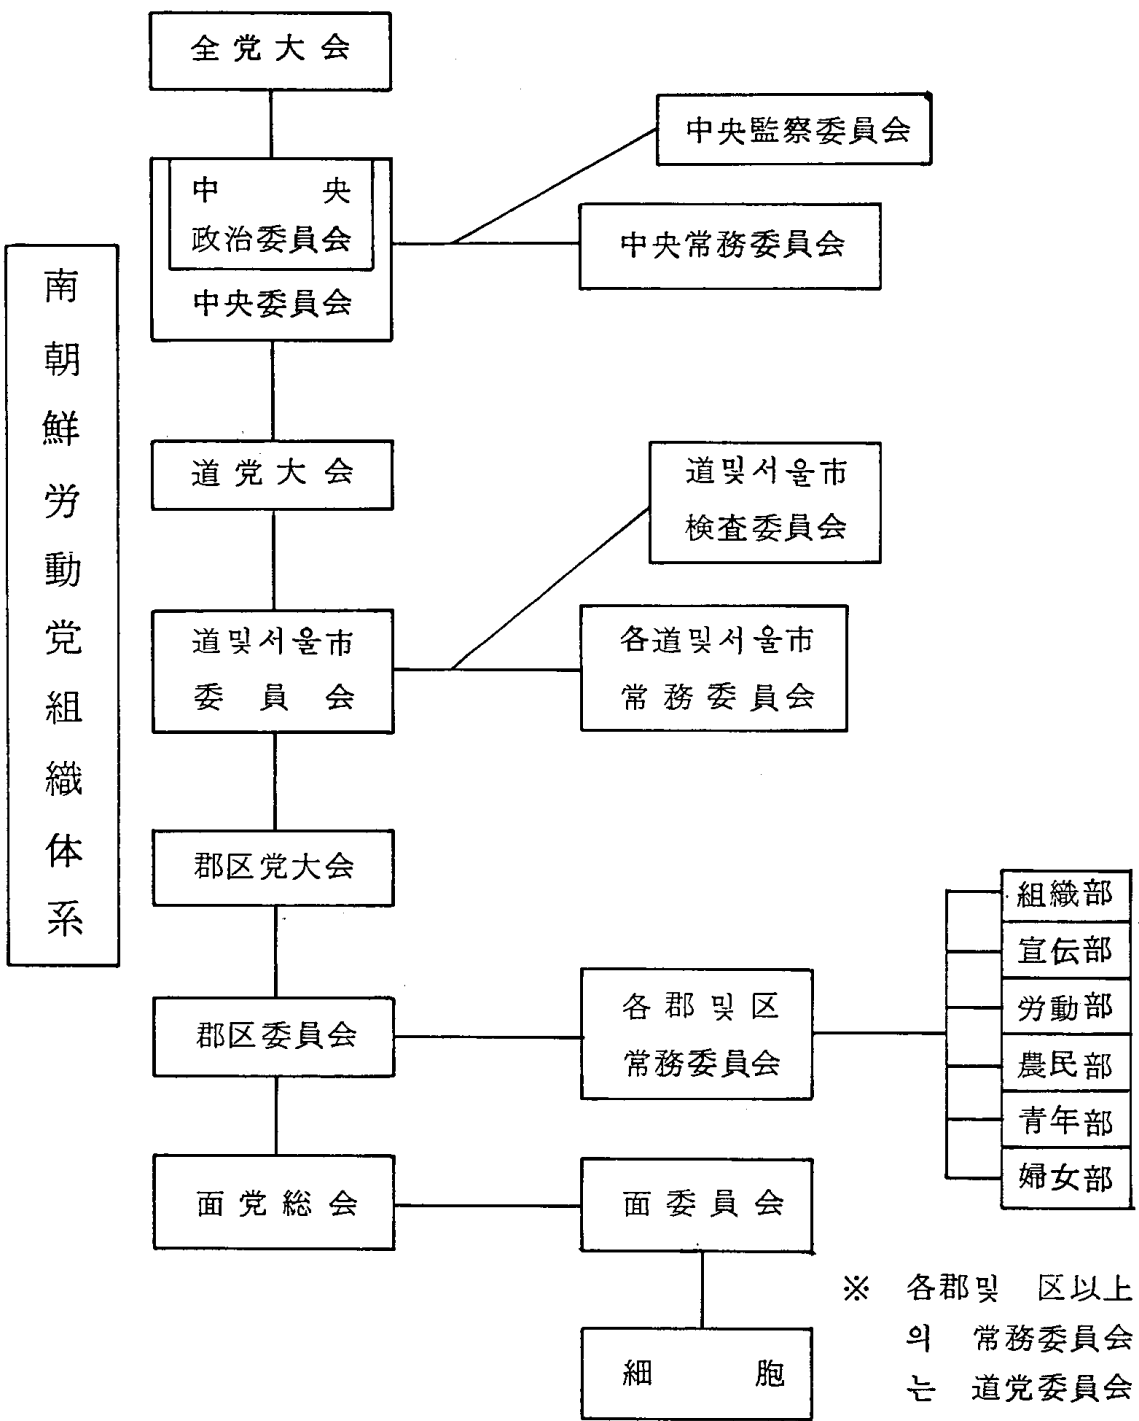 南朝鮮労動党組織体系
全党大会
中央
政治委員会
中央委員会
中央監察委員会
中央常務委員会
道党大会
道및서울市
検査委員会
道및서울市
委員会
各道및서울市
常務委員会
郡区党大会
郡区委員会
各郡및区
常務委員会
組織部
宣伝部
労動部
農民部
青年部
婦女部
面党総会
面委員会
細胞
※ 各郡및 区以上
의 常務委員会
는 道党委員会